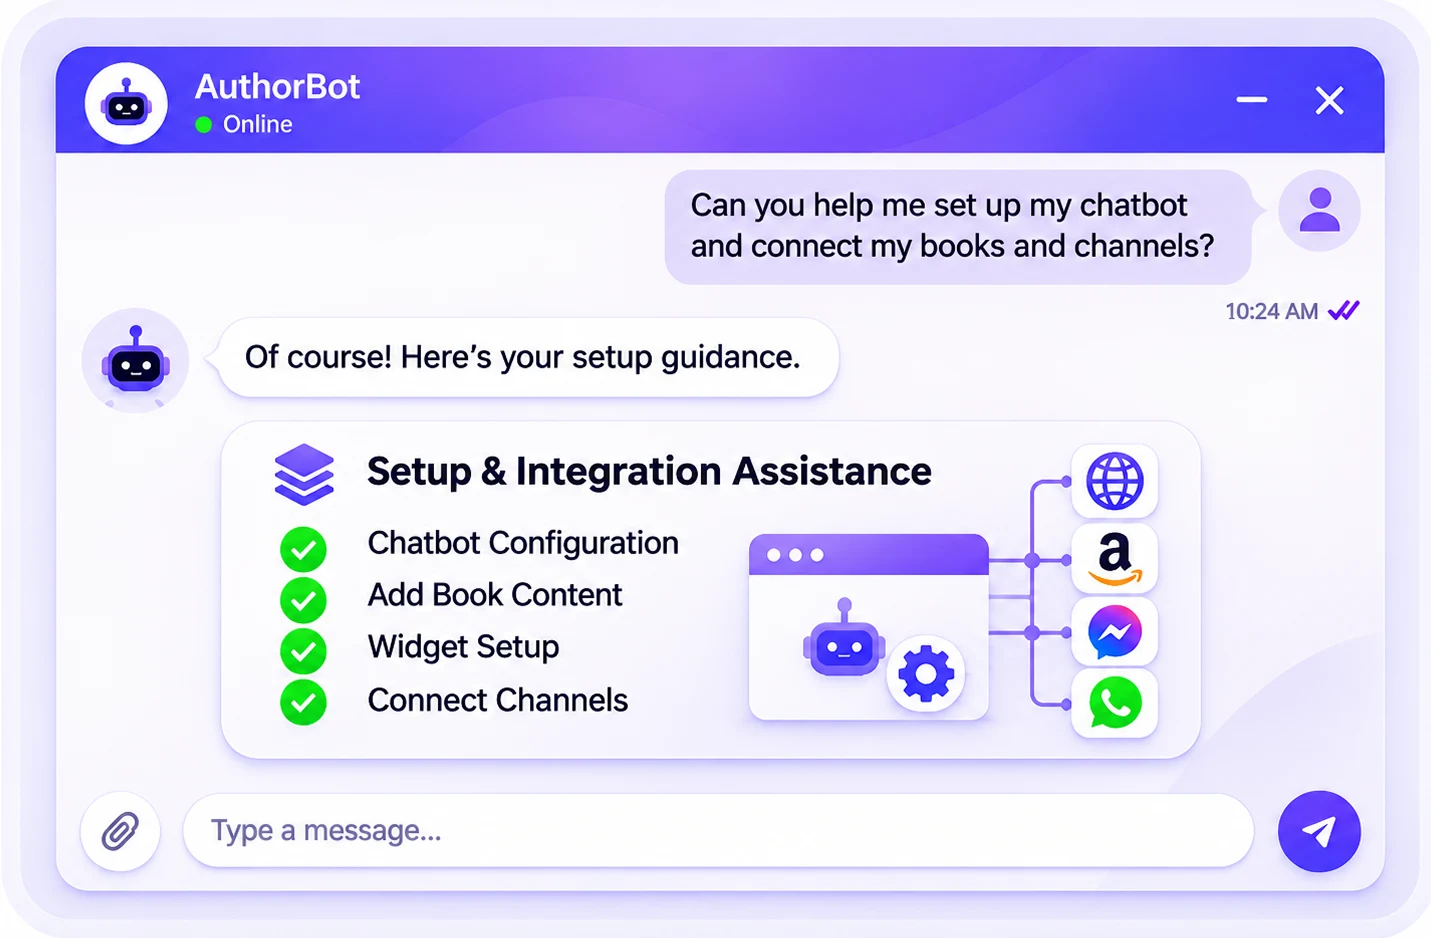 AuthorBot
Online
Can you help me set up my chatbot
and connect my books and channels?
10:24 AM
Of course! Here’s your setup guidance.
Setup & Integration Assistance
Chatbot Configuration
Add Book Content
Widget Setup
Connect Channels
a
Type a message...